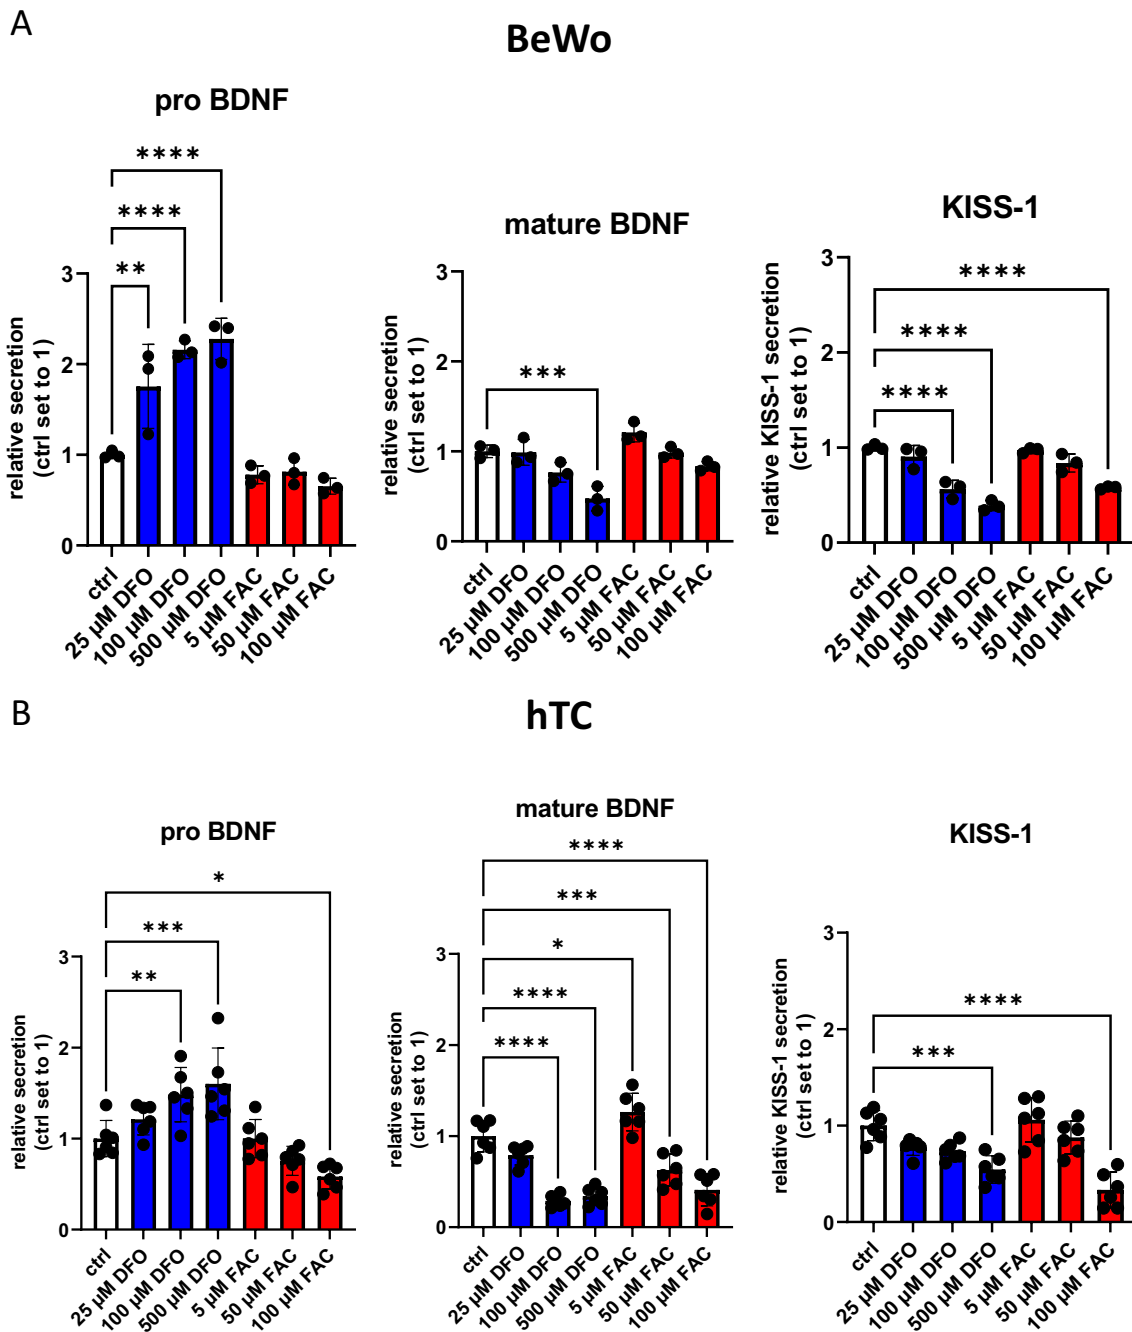 A
BeWo
pro BDNF
****
****
**
relative secretion
(ctrl set to 1)
3
2
1
0
ctrl
25 µM DFO
100 µM DFO
500 µM DFO
5 µM FAC
50 µM FAC
100 µM FAC
mature BDNF
***
relative secretion
(ctrl set to 1)
3
2
1
0
ctrl
25 µM DFO
100 µM DFO
500 µM DFO
5 µM FAC
50 µM FAC
100 µM FAC
KISS-1
****
****
****
relative KISS-1 secretion
(ctrl set to 1)
3
2
1
0
ctrl
25 µM DFO
100 µM DFO
500 µM DFO
5 µM FAC
50 µM FAC
100 µM FAC
B
hTC
pro BDNF
*
***
**
relative secretion
(ctrl set to 1)
3
2
1
0
ctrl
25 µM DFO
100 µM DFO
500 µM DFO
5 µM FAC
50 µM FAC
100 µM FAC
mature BDNF
****
***
*
****
****
relative secretion
(ctrl set to 1)
3
2
1
0
ctrl
25 µM DFO
100 µM DFO
500 µM DFO
5 µM FAC
50 µM FAC
100 µM FAC
KISS-1
****
***
relative KISS-1 secretion
(ctrl set to 1)
3
2
1
0
ctrl
25 µM DFO
100 µM DFO
500 µM DFO
5 µM FAC
50 µM FAC
100 µM FAC